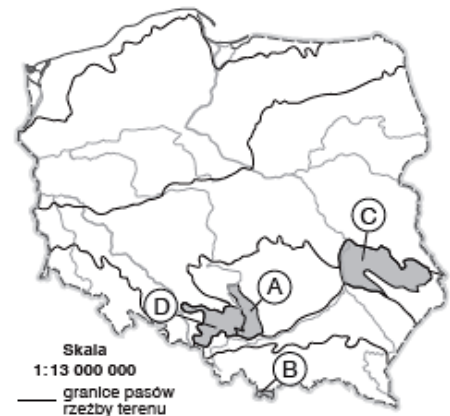 C
A
D
B
Skala
1:13 000 000
granice pasów
rzeźby terenu